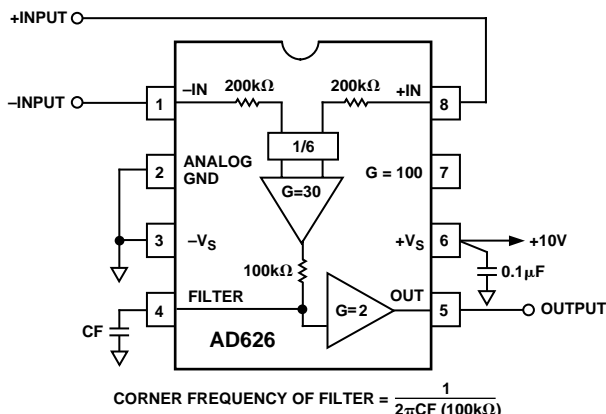 +INPUT
–INPUT
200kΩ
200kΩ
–IN
+IN
1
8
1/6
ANALOG
GND
2
G = 100
7
G=30
3
–VS
+VS
6
+10V
100kΩ
0.1µF
FILTER
OUT
4
G=2
5
OUTPUT
CF
AD626
CORNER FREQUENCY OF FILTER = 1
2πCF (100kΩ)